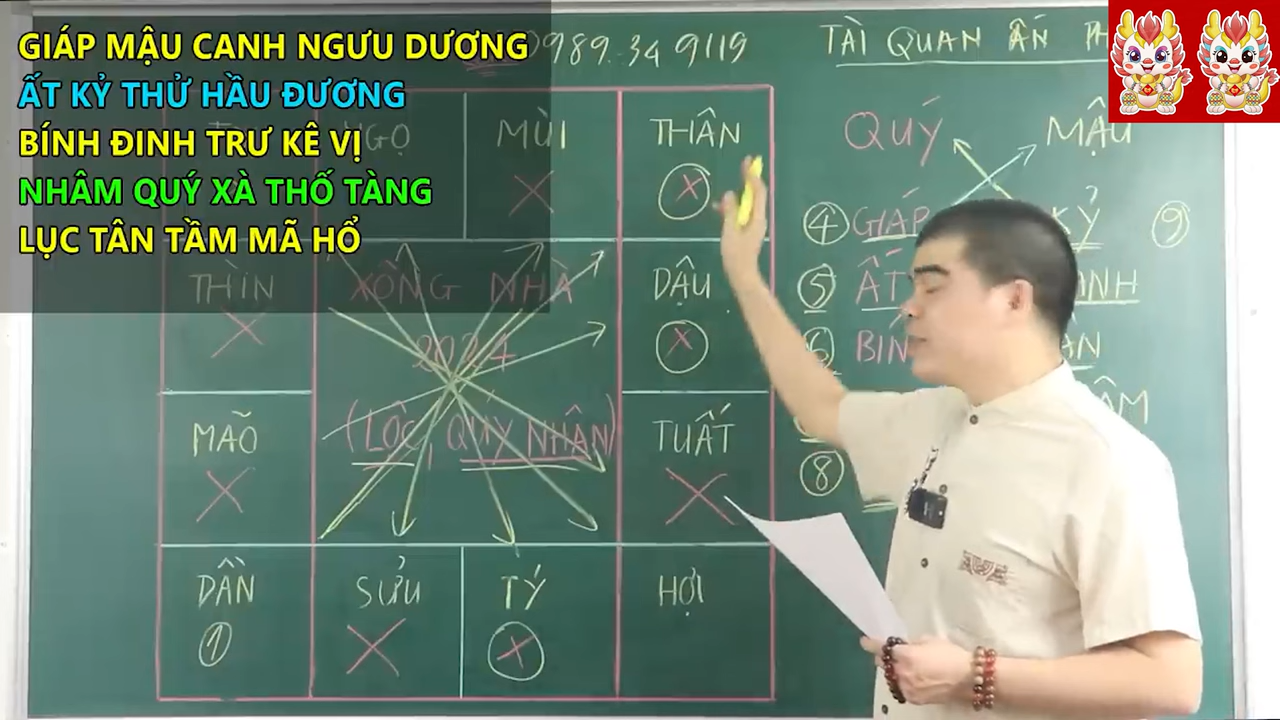 GIÁP MẬU CANH NGƯU DƯƠNG
ẤT KỶ THỬ HẦU ĐƯƠNG
BÍNH ĐINH TRƯ KÊ VỊ
NHÂM QUÝ XÀ THỐ TÀNG
LỤC TÂN TẦM MÃ HỔ
0989.34 9119
TÀI QUAN ẤN
NGỌ
MÙI
X
THÂN
X
THÌN
X
XÔNG NHÀ
2024
(LỘC, QUÝ NHÂN)
DẬU
X
MÃO
X
TUẤT
X
DẦN
1
SỬU
X
TÝ
X
HỢI
QUÝ MẬU
4 GIÁP KỶ 9
5 ẤT
6
8